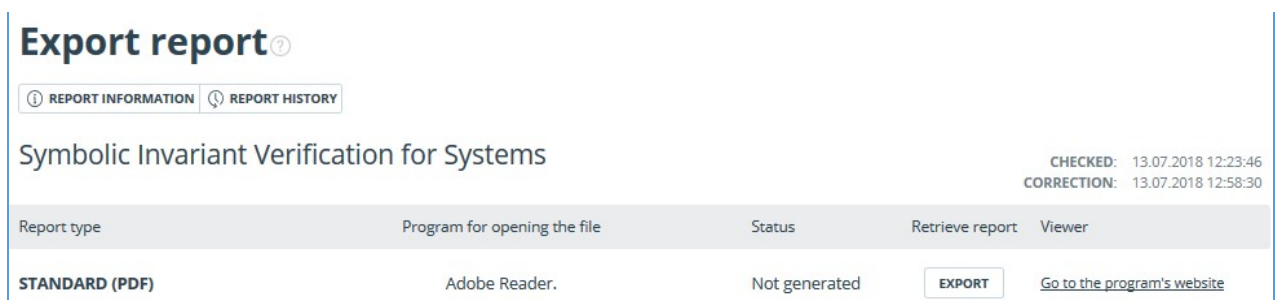 Export report ?
REPORT INFORMATION REPORT HISTORY
Symbolic Invariant Verification for Systems
CHECKED: 13.07.2018 12:23:46
CORRECTION: 13.07.2018 12:58:30
Report type Program for opening the file Status Retrieve report Viewer
STANDARD (PDF) Adobe Reader. Not generated EXPORT Go to the program's website